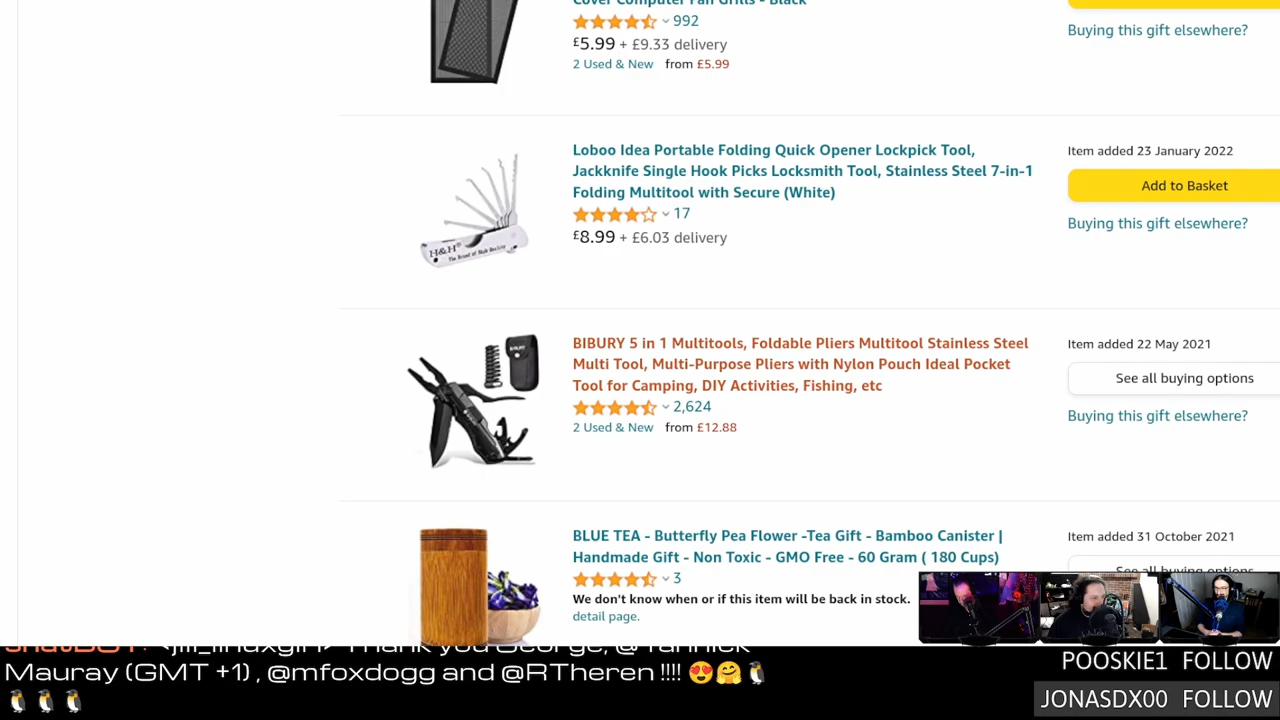 Cover Computer Fan Grills - Black
992
£5.99 + £9.33 delivery
2 Used & New from £5.99
Buying this gift elsewhere?
Loboo Idea Portable Folding Quick Opener Lockpick Tool,
Jackknife Single Hook Picks Locksmith Tool, Stainless Steel 7-in-1
Folding Multitool with Secure (White)
17
£8.99 + £6.03 delivery
Item added 23 January 2022
Add to Basket
Buying this gift elsewhere?
H&H®
BIBURY 5 in 1 Multitools, Foldable Pliers Multitool Stainless Steel
Multi Tool, Multi-Purpose Pliers with Nylon Pouch Ideal Pocket
Tool for Camping, DIY Activities, Fishing, etc
2,624
2 Used & New from £12.88
Item added 22 May 2021
See all buying options
Buying this gift elsewhere?
BLUE TEA - Butterfly Pea Flower -Tea Gift - Bamboo Canister |
Handmade Gift - Non Toxic - GMO Free - 60 Gram ( 180 Cups)
3
We don't know when or if this item will be back in stock.
detail page.
Item added 31 October 2021
See all buying options
Thank you George, @Yannick
Mauray (GMT +1) , @mfoxdogg and @RTheren !!!! 😍🤗🐧
🐧🐧🐧
POOSKIE1 FOLLOW
JONASDX00 FOLLOW